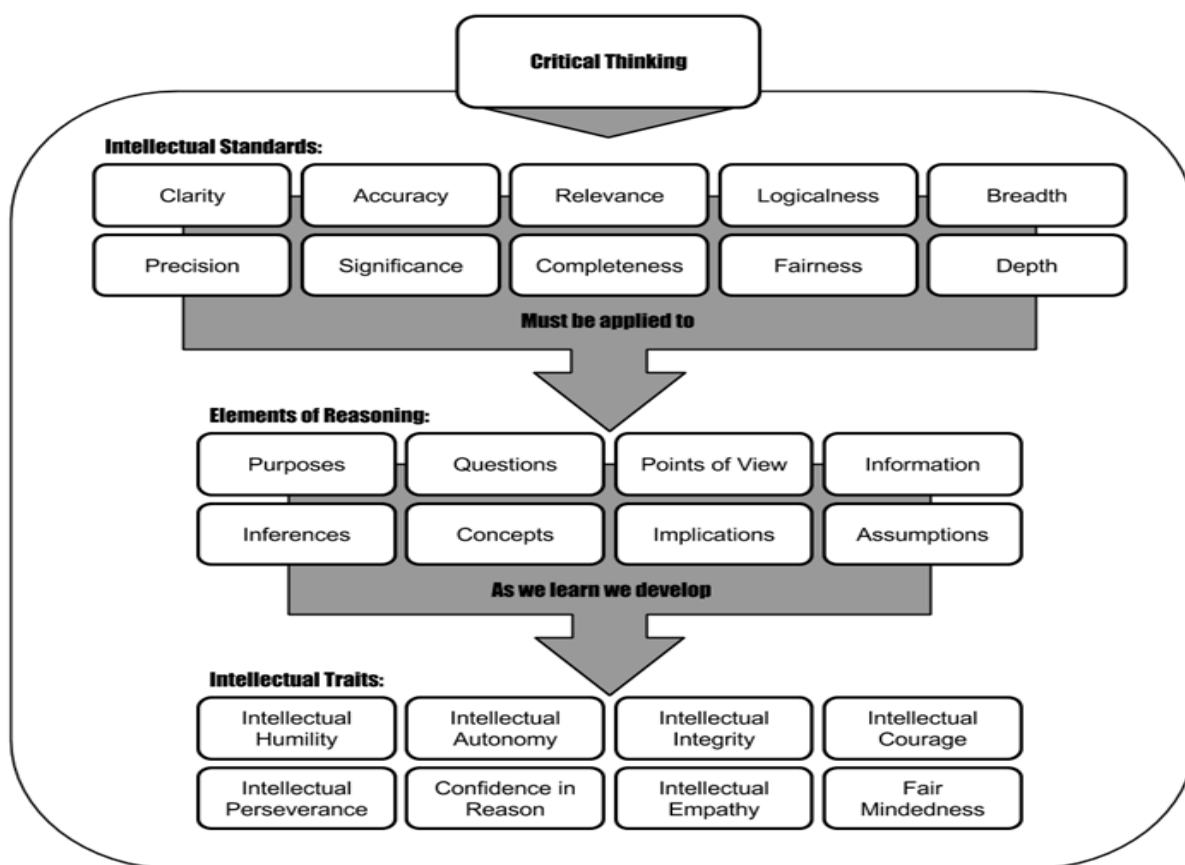 Critical Thinking
Intellectual Standards:
Clarity
Accuracy
Relevance
Logicalness
Breadth
Precision
Significance
Completeness
Fairness
Depth
Must be applied to
Elements of Reasoning:
Purposes
Questions
Points of View
Information
Inferences
Concepts
Implications
Assumptions
As we learn we develop
Intellectual Traits:
Intellectual
Humility
Intellectual
Autonomy
Intellectual
Integrity
Intellectual
Courage
Intellectual
Perseverance
Confidence in
Reason
Intellectual
Empathy
Fair
Mindedness